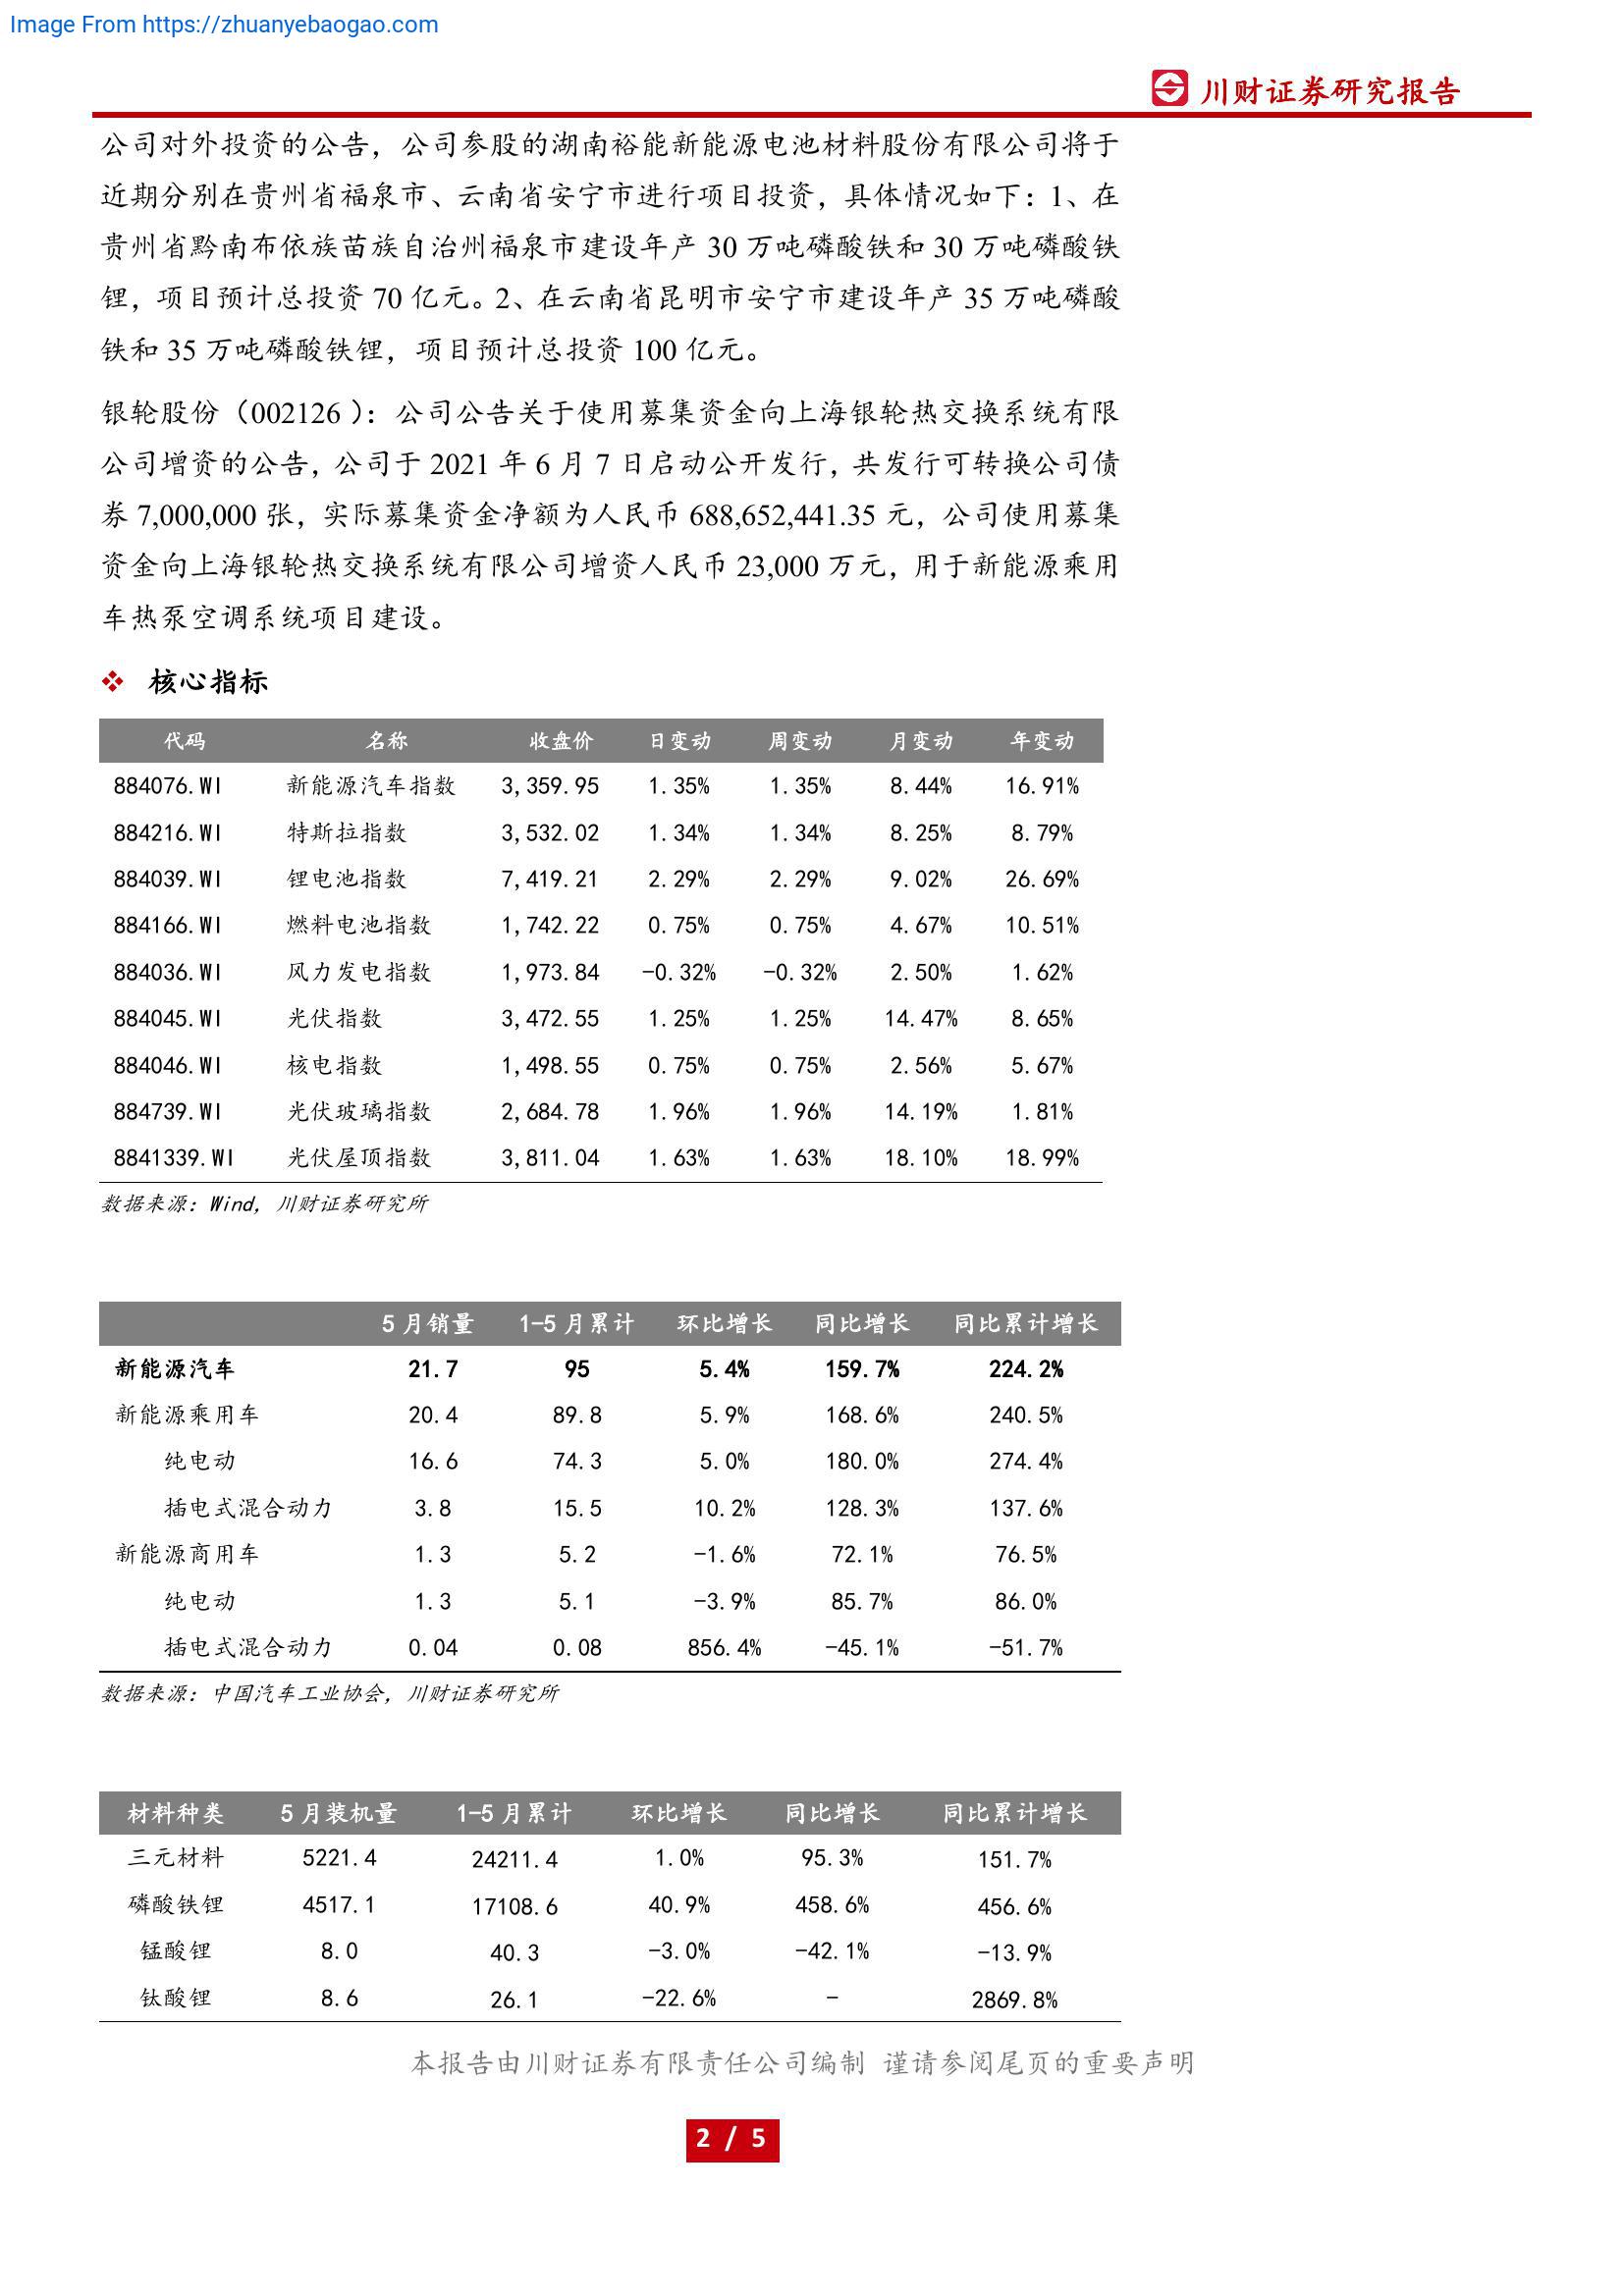 Image From https://zhuanyebaogao.com
川财证券研究报告
公司对外投资的公告，公司参股的湖南裕能新能源电池材料股份有限公司将于
近期分别在贵州省福泉市、云南省安宁市进行项目投资，具体情况如下：1、在
贵州省黔南布依族苗族自治州福泉市建设年产 30 万吨磷酸铁和 30 万吨磷酸铁
锂，项目预计总投资 70 亿元。2、在云南省昆明市安宁市建设年产 35 万吨磷酸
铁和 35 万吨磷酸铁锂，项目预计总投资 100 亿元。
银轮股份（002126 ）：公司公告关于使用募集资金向上海银轮热交换系统有限
公司增资的公告，公司于 2021 年 6 月 7 日启动公开发行，共发行可转换公司债
券 7,000,000 张，实际募集资金净额为人民币 688,652,441.35 元，公司使用募集
资金向上海银轮热交换系统有限公司增资人民币 23,000 万元，用于新能源乘用
车热泵空调系统项目建设。
❖ 核心指标
代码 名称 收盘价 日变动 周变动 月变动 年变动
884076.WI 新能源汽车指数 3,359.95 1.35% 1.35% 8.44% 16.91%
884216.WI 特斯拉指数 3,532.02 1.34% 1.34% 8.25% 8.79%
884039.WI 锂电池指数 7,419.21 2.29% 2.29% 9.02% 26.69%
884166.WI 燃料电池指数 1,742.22 0.75% 0.75% 4.67% 10.51%
884036.WI 风力发电指数 1,973.84 -0.32% -0.32% 2.50% 1.62%
884045.WI 光伏指数 3,472.55 1.25% 1.25% 14.47% 8.65%
884046.WI 核电指数 1,498.55 0.75% 0.75% 2.56% 5.67%
884739.WI 光伏玻璃指数 2,684.78 1.96% 1.96% 14.19% 1.81%
8841339.WI 光伏屋顶指数 3,811.04 1.63% 1.63% 18.10% 18.99%
数据来源：Wind，川财证券研究所
5 月销量 1-5 月累计 环比增长 同比增长 同比累计增长
新能源汽车 21.7 95 5.4% 159.7% 224.2%
新能源乘用车 20.4 89.8 5.9% 168.6% 240.5%
纯电动 16.6 74.3 5.0% 180.0% 274.4%
插电式混合动力 3.8 15.5 10.2% 128.3% 137.6%
新能源商用车 1.3 5.2 -1.6% 72.1% 76.5%
纯电动 1.3 5.1 -3.9% 85.7% 86.0%
插电式混合动力 0.04 0.08 856.4% -45.1% -51.7%
数据来源：中国汽车工业协会，川财证券研究所
材料种类 5 月装机量 1-5 月累计 环比增长 同比增长 同比累计增长
三元材料 5221.4 24211.4 1.0% 95.3% 151.7%
磷酸铁锂 4517.1 17108.6 40.9% 458.6% 456.6%
锰酸锂 8.0 40.3 -3.0% -42.1% -13.9%
钛酸锂 8.6 26.1 -22.6% - 2869.8%
本报告由川财证券有限责任公司编制 谨请参阅尾页的重要声明
2 / 5